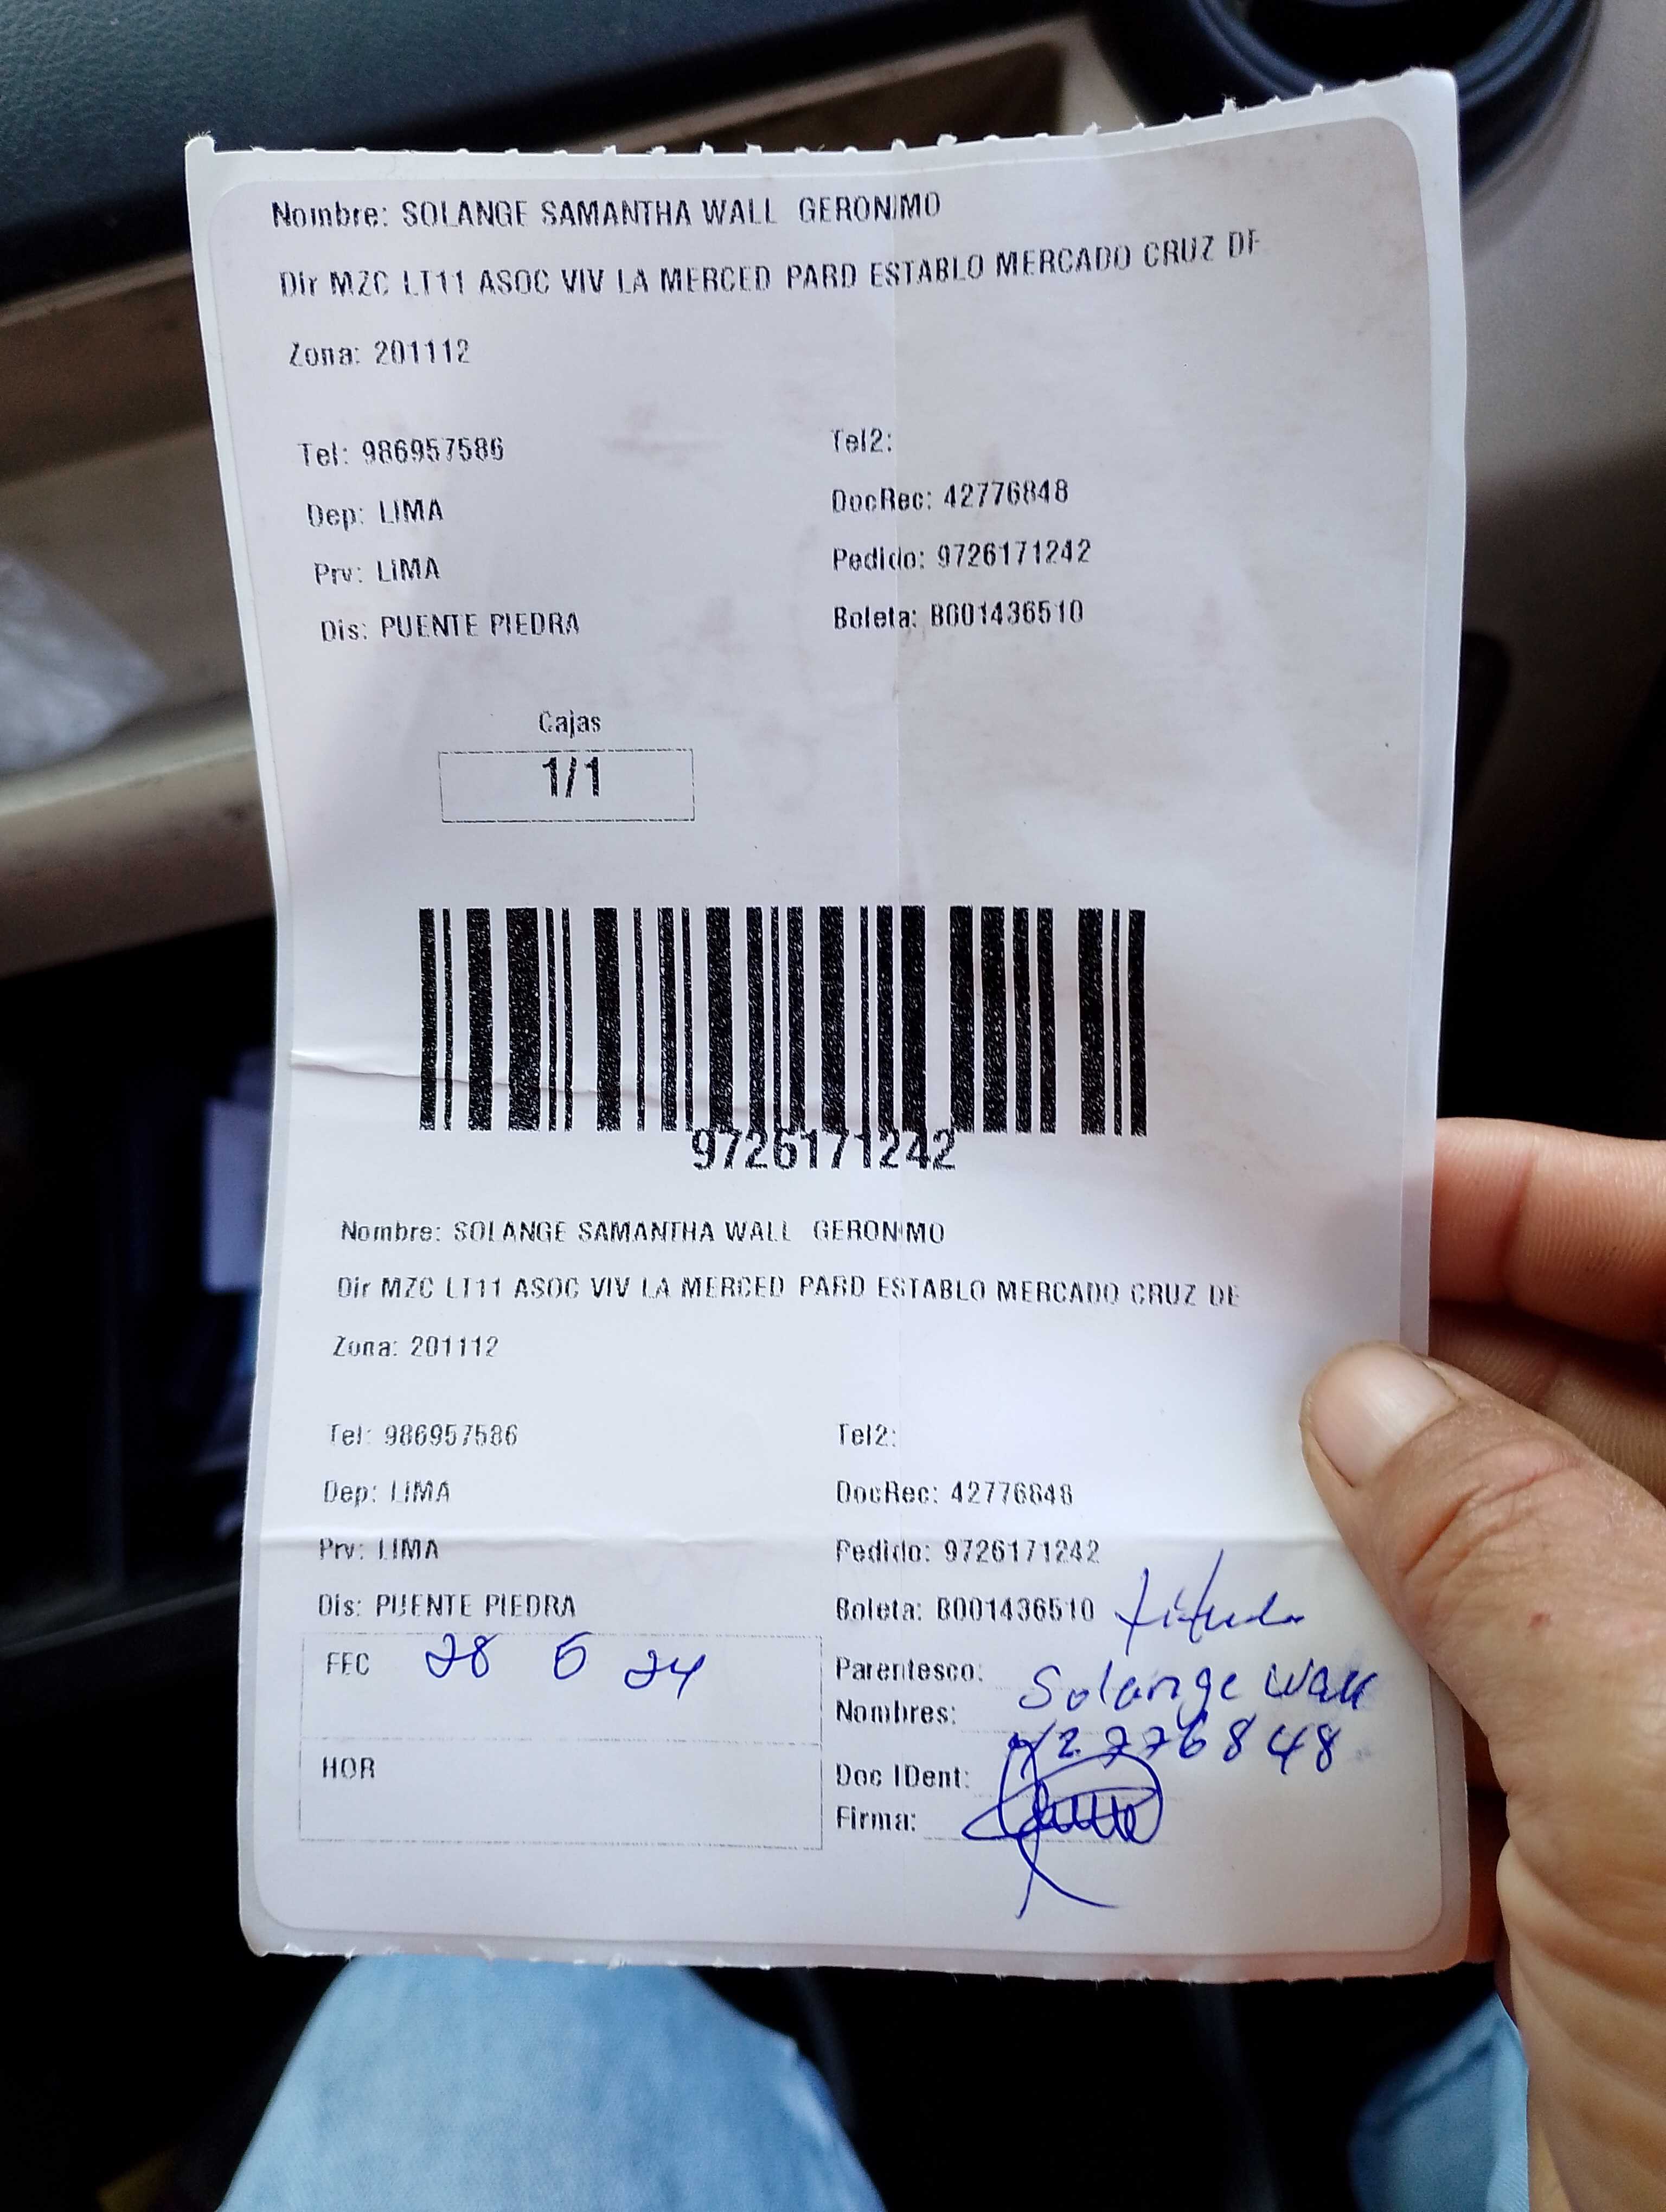 Nombre: SOLANGE SAMANTHA WALL GERONIMO
Dir MZC LT11 ASOC VIV LA MERCED PARD ESTABLO MERCADO CRUZ DE
Zona: 201112
Tel: 986957586 Tel2:
Dep: LIMA DocRec: 42776848
Prv: LIMA Pedido: 9726171242
Dis: PUENTE PIEDRA Boleta: B001436510
Cajas
1/1
9726171242
Nombre: SOLANGE SAMANTHA WALL GERONIMO
Dir MZC LT11 ASOC VIV LA MERCED PARD ESTABLO MERCADO CRUZ DE
Zona: 201112
Tel: 986957586 Tel2:
Dep: LIMA DocRec: 42776848
Prv: LIMA Pedido: 9726171242
Dis: PUENTE PIEDRA Boleta: B001436510
FEC 28 6 24 Parentesco: titular
Nombres: Solange Wall
HOR Doc IDent: 42776848
Firma: